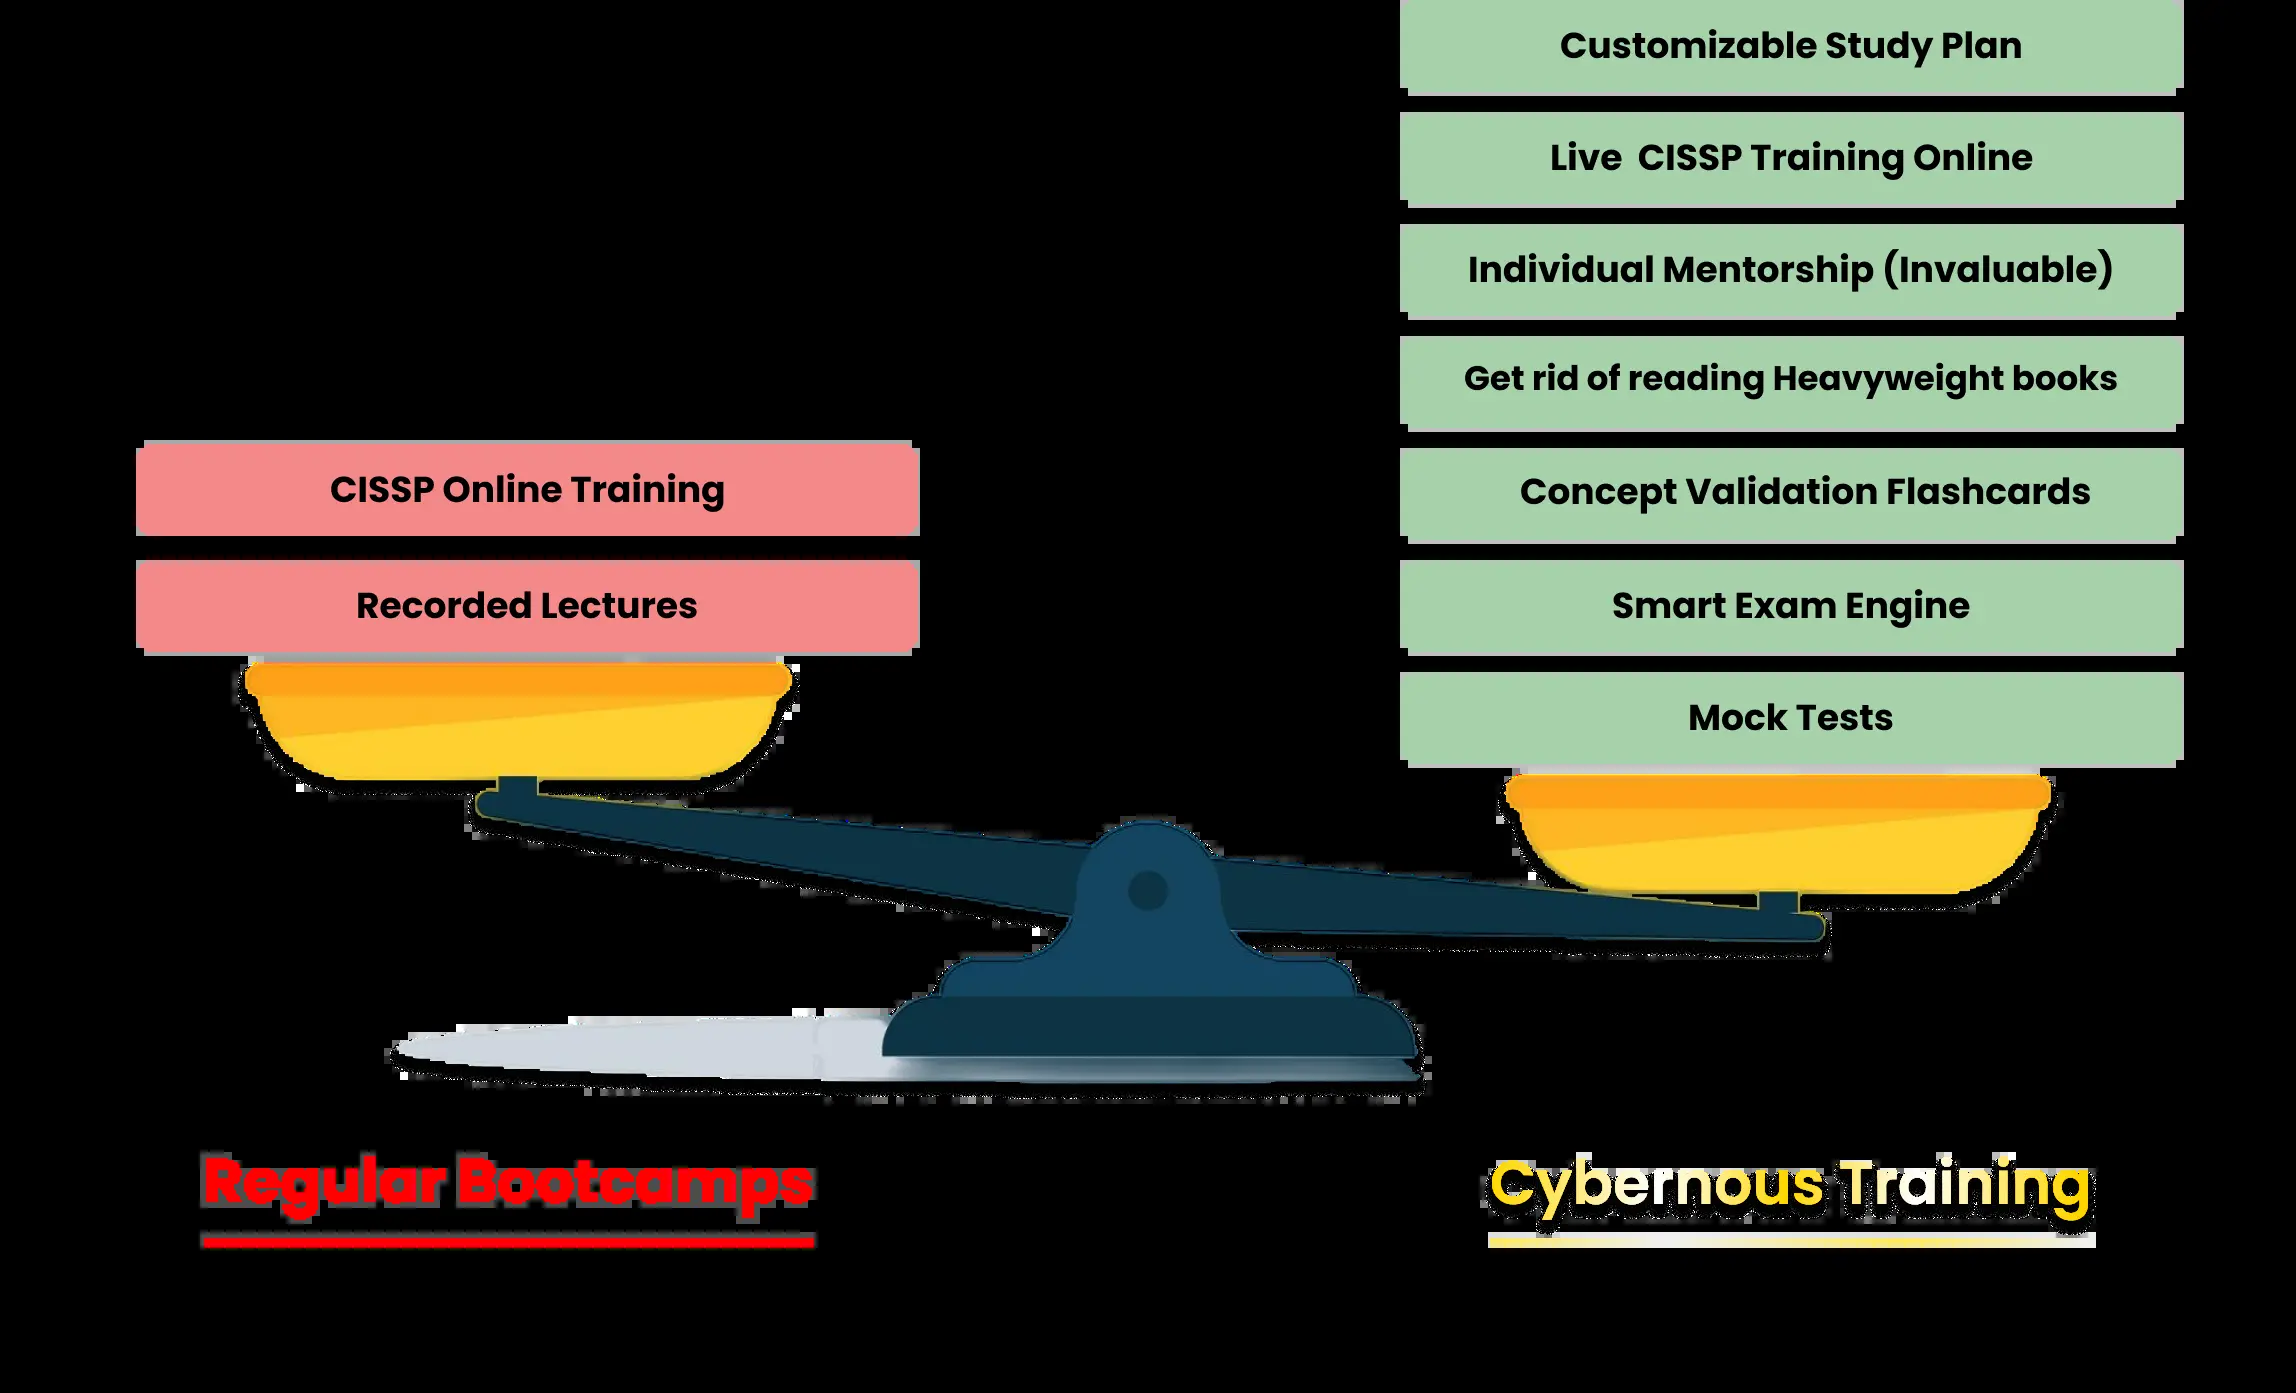 Customizable Study Plan
Live CISSP Training Online
Individual Mentorship (Invaluable)
Get rid of reading Heavyweight books
CISSP Online Training
Concept Validation Flashcards
Recorded Lectures
Smart Exam Engine
Mock Tests
Regular Bootcamps
Cybernous Training